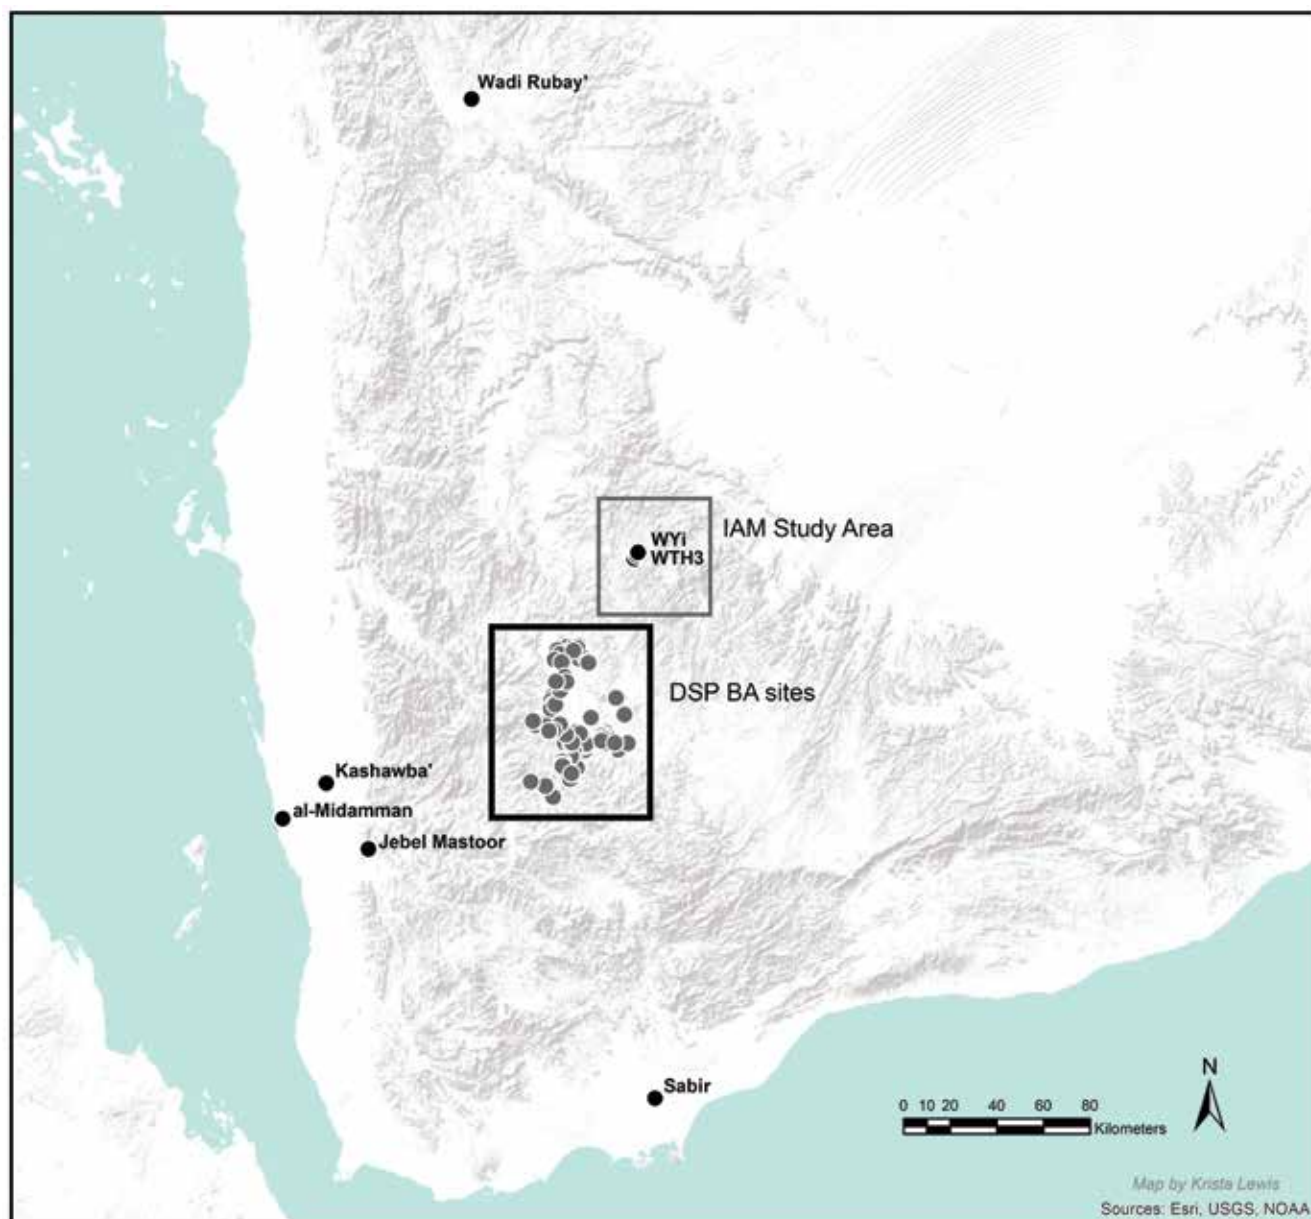 Wadi Rubay'
IAM Study Area
WYi
WTH3
DSP BA sites
Kashawba'
al-Midamman
Jebel Mastoor
Sabir
N
0 10 20 40 60 80
Kilometers
Map by Krista Lewis
Sources: Esri, USGS, NOAA